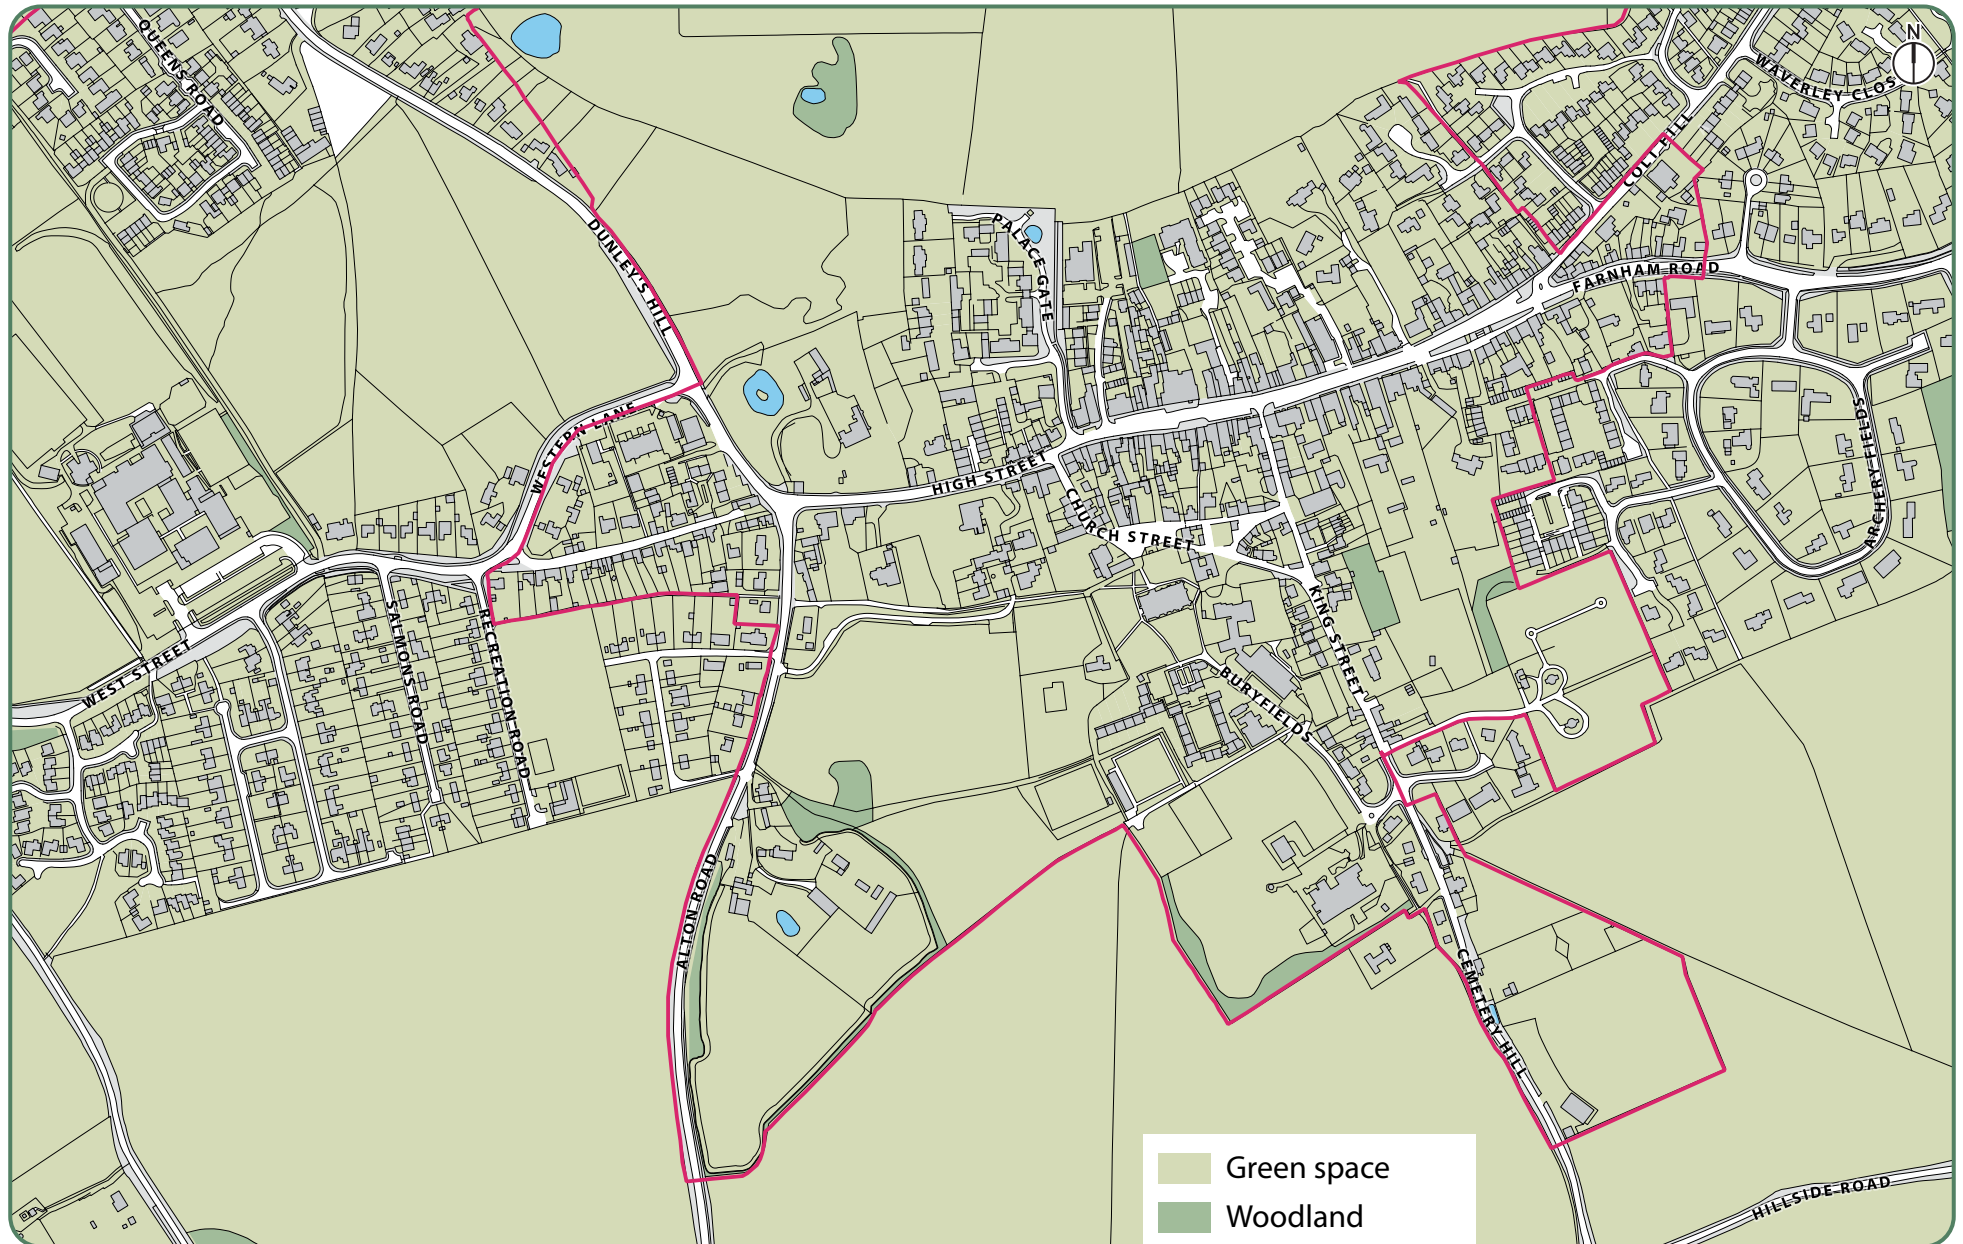 QUEENS ROAD
N
WAVERLEY CLOS
COLT HILL
PALACE GATE
DUNLEY'S HILL
FARNHAM ROAD
WESTERN LANE
HIGH STREET
ARCHERY FIELDS
CHURCH STREET
KING STREET
SALMONS ROAD
RECREATION ROAD
WEST STREET
BURYFIELDS
ALTON ROAD
CEMETERY HILL
HILLSIDE ROAD
Green space
Woodland